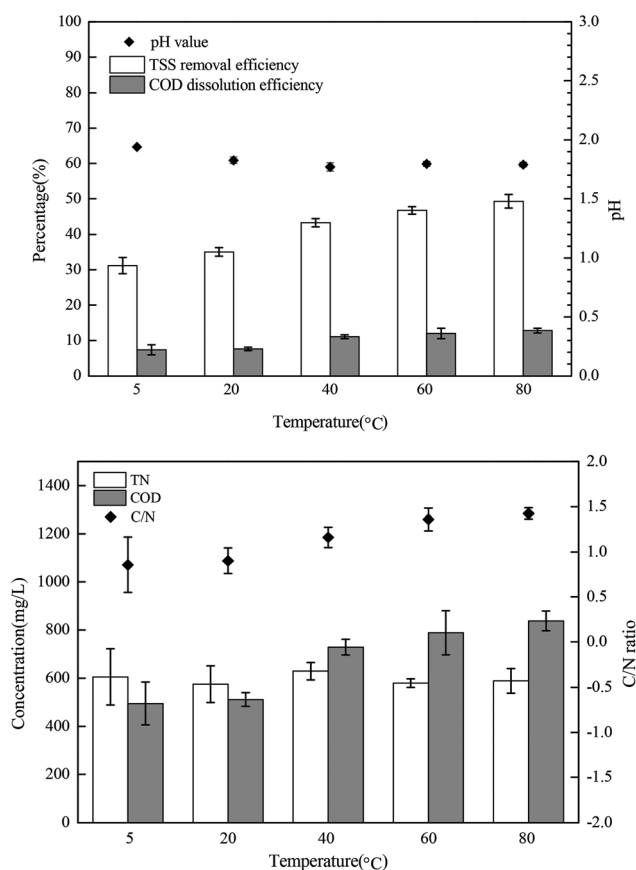 100
90
80
70
60
50
40
30
20
10
0
Percentage(%)
pH value
TSS removal efficiency
COD dissolution efficiency
3.0
2.5
2.0
1.5
1.0
0.5
0.0
pH
5 20 40 60 80
Temperature(°C)
1400
1200
1000
800
600
400
200
0
Concentration(mg/L)
TN
COD
C/N
2.0
1.5
1.0
0.5
0.0
-0.5
-1.0
-1.5
-2.0
C/N ratio
5 20 40 60 80
Temperature(°C)